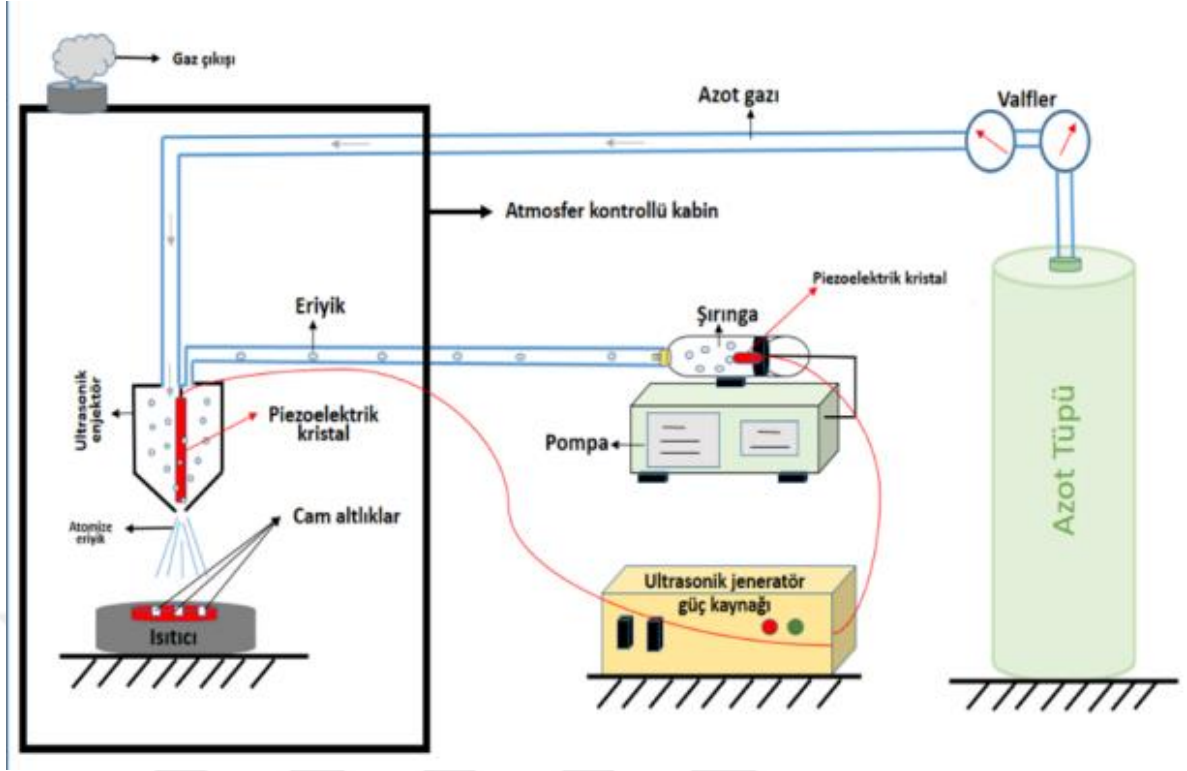 Gaz çıkışı
Azot gazı
Valfler
Atmosfer kontrollü kabin
Piezoelektrik kristal
Eriyik
Şırınga
Ultrasonik
enjektör
Piezoelektrik
kristal
Pompa
Azot Tüpü
Atomize
eriyik
Cam altlıklar
Ultrasonik jeneratör
güç kaynağı
Isıtıcı